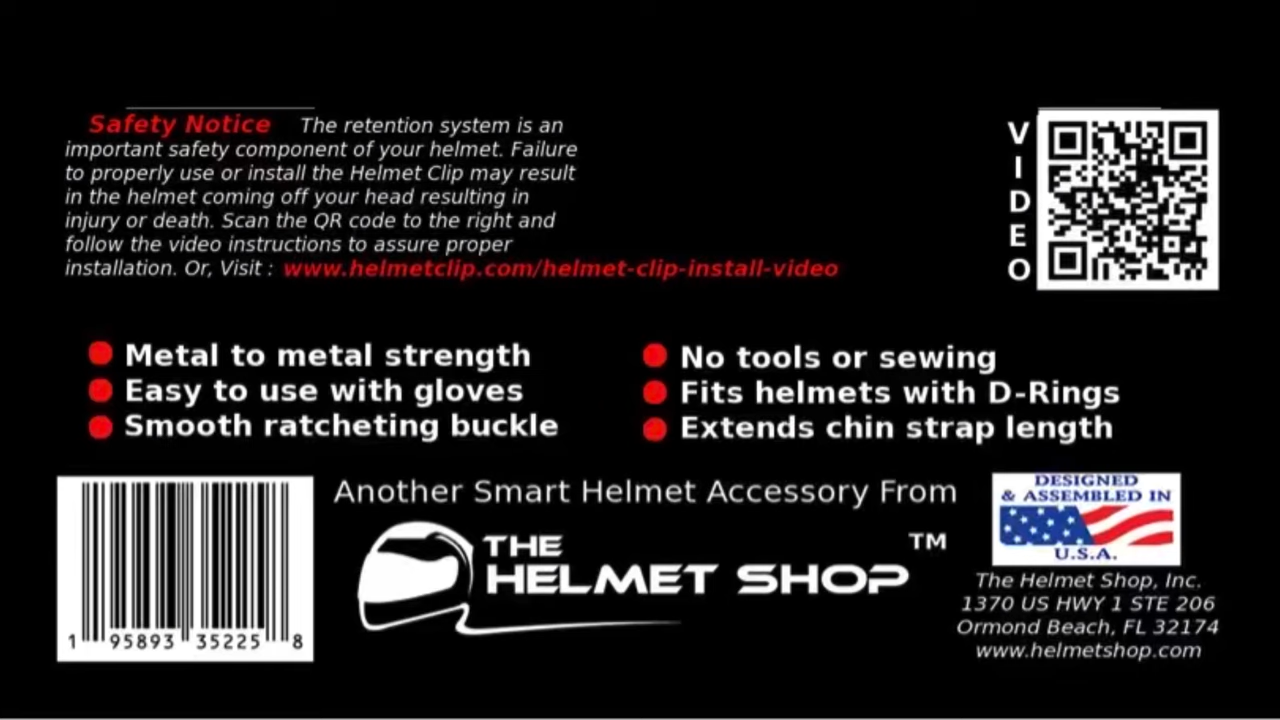 Safety Notice The retention system is an
important safety component of your helmet. Failure
to properly use or install the Helmet Clip may result
in the helmet coming off your head resulting in
injury or death. Scan the QR code to the right and
follow the video instructions to assure proper
installation. Or, Visit : www.helmetclip.com/helmet-clip-install-video
VIDEO
Metal to metal strength
Easy to use with gloves
Smooth ratcheting buckle
No tools or sewing
Fits helmets with D-Rings
Extends chin strap length
1 95893 35225 8
Another Smart Helmet Accessory From
THE
HELMET SHOP™
DESIGNED
& ASSEMBLED IN
U.S.A.
The Helmet Shop, Inc.
1370 US HWY 1 STE 206
Ormond Beach, FL 32174
www.helmetshop.com